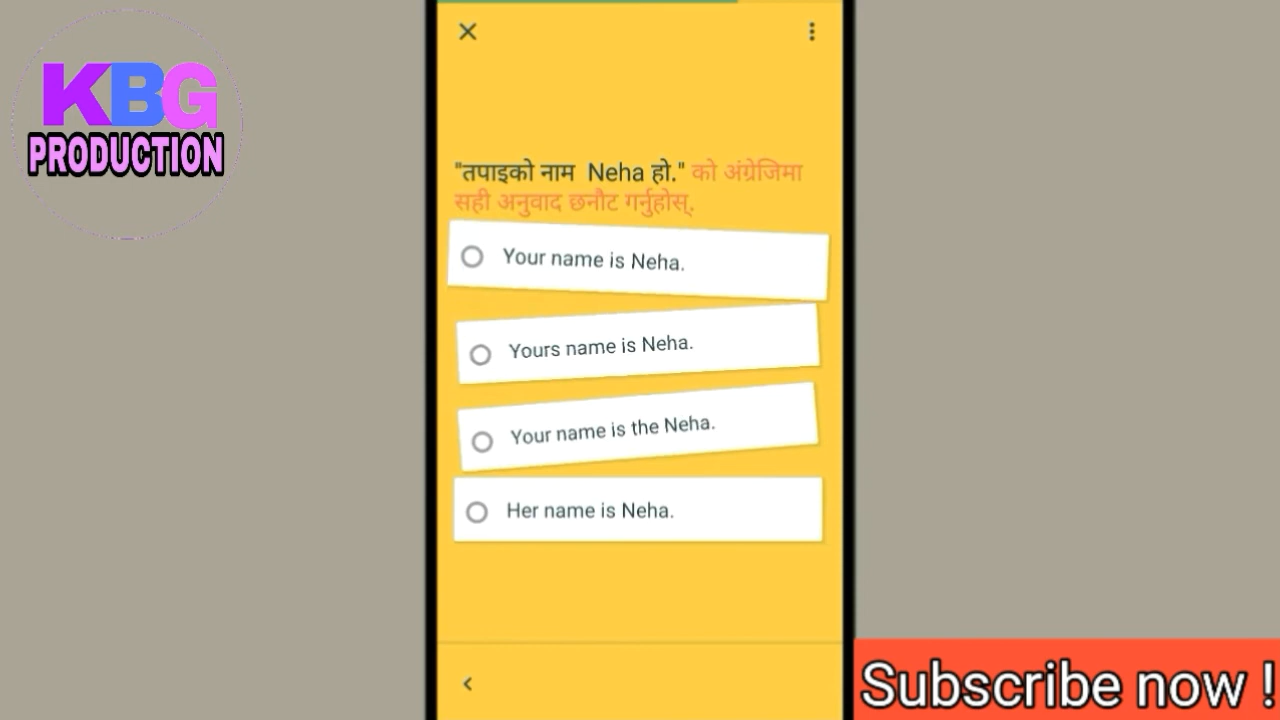 KBG
PRODUCTION
"तपाइको नाम Neha हो." को अंग्रेजिमा
सही अनुवाद छनौट गर्नुहोस्.
Your name is Neha.
Yours name is Neha.
Your name is the Neha.
Her name is Neha.
Subscribe now !